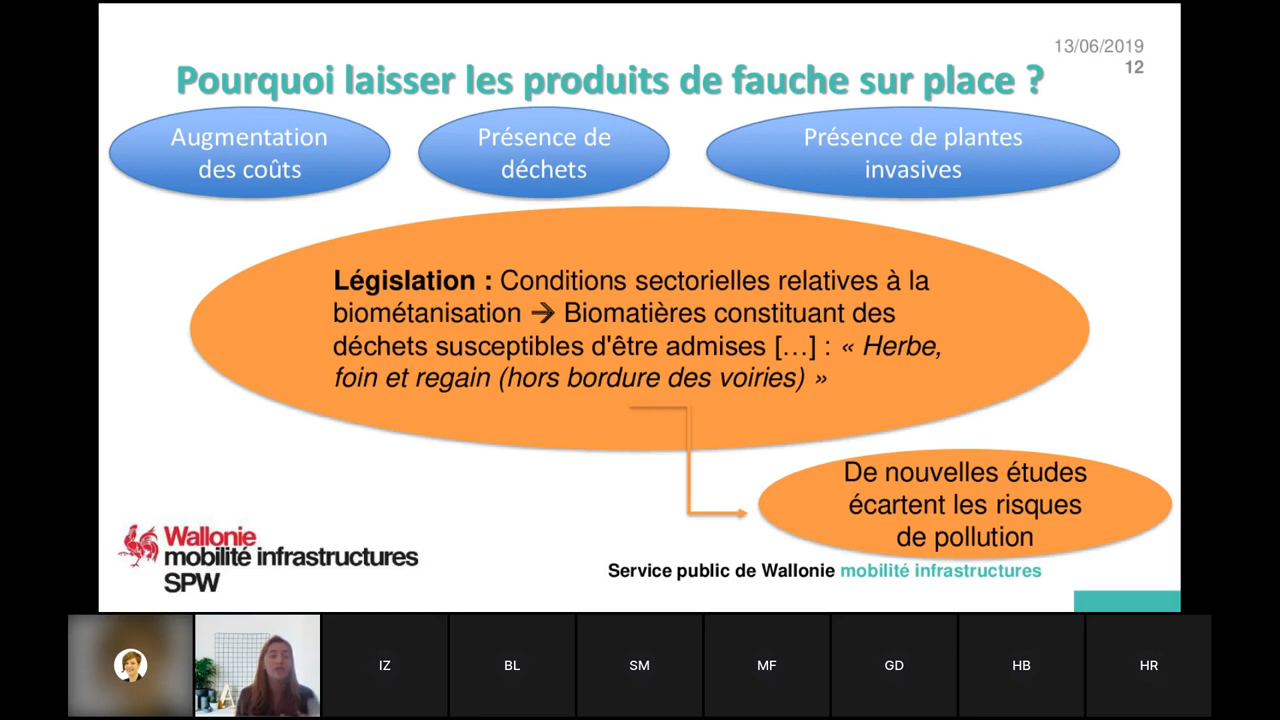 13/06/2019
12
Pourquoi laisser les produits de fauche sur place ?
Augmentation
des coûts
Présence de
déchets
Présence de plantes
invasives
Législation : Conditions sectorielles relatives à la
biométanisation → Biomatières constituant des
déchets susceptibles d'être admises […] : « Herbe,
foin et regain (hors bordure des voiries) »
De nouvelles études
écartent les risques
de pollution
Wallonie
mobilité infrastructures
SPW
Service public de Wallonie mobilité infrastructures
IZ
BL
SM
MF
GD
HB
HR